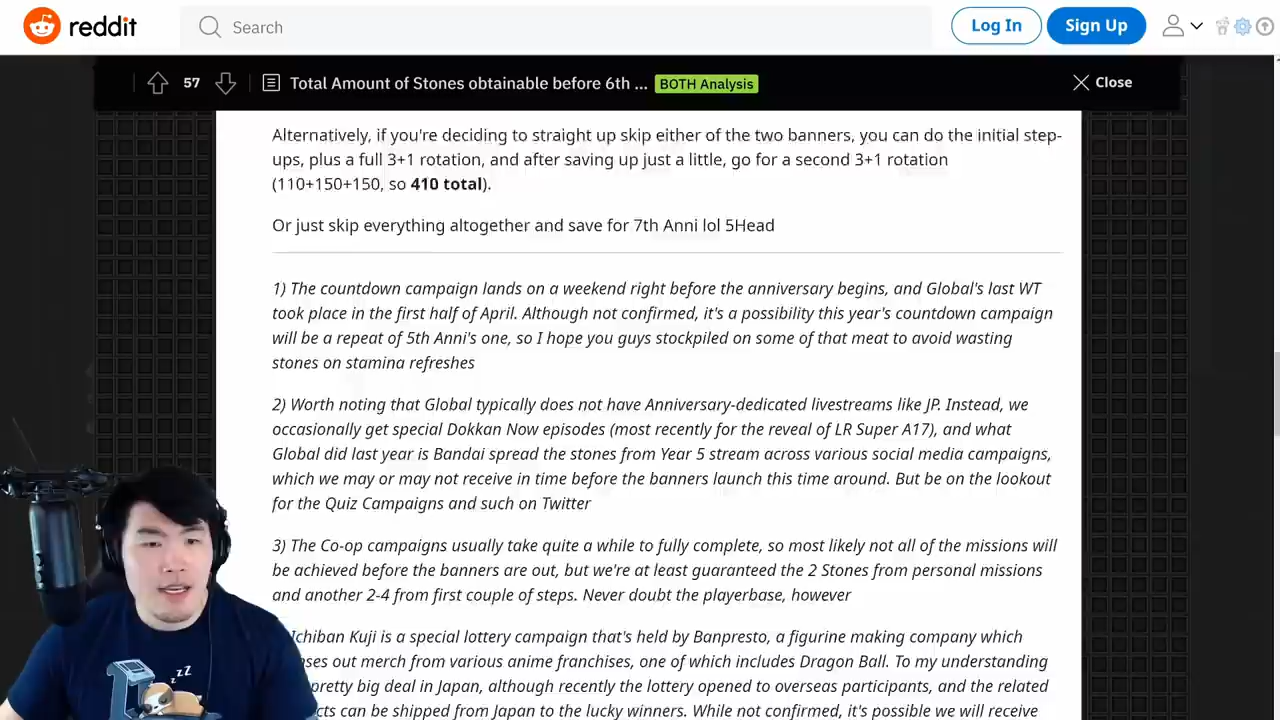 reddit
Search
Log In
Sign Up
57
Total Amount of Stones obtainable before 6th ...
BOTH Analysis
Close
Alternatively, if you're deciding to straight up skip either of the two banners, you can do the initial step-
ups, plus a full 3+1 rotation, and after saving up just a little, go for a second 3+1 rotation
(110+150+150, so 410 total).
Or just skip everything altogether and save for 7th Anni lol 5Head
1) The countdown campaign lands on a weekend right before the anniversary begins, and Global's last WT
took place in the first half of April. Although not confirmed, it's a possibility this year's countdown campaign
will be a repeat of 5th Anni's one, so I hope you guys stockpiled on some of that meat to avoid wasting
stones on stamina refreshes
2) Worth noting that Global typically does not have Anniversary-dedicated livestreams like JP. Instead, we
occasionally get special Dokkan Now episodes (most recently for the reveal of LR Super A17), and what
Global did last year is Bandai spread the stones from Year 5 stream across various social media campaigns,
which we may or may not receive in time before the banners launch this time around. But be on the lookout
for the Quiz Campaigns and such on Twitter
3) The Co-op campaigns usually take quite a while to fully complete, so most likely not all of the missions will
be achieved before the banners are out, but we're at least guaranteed the 2 Stones from personal missions
and another 2-4 from first couple of steps. Never doubt the playerbase, however
Ichiban Kuji is a special lottery campaign that's held by Banpresto, a figurine making company which
out merch from various anime franchises, one of which includes Dragon Ball. To my understanding
pretty big deal in Japan, although recently the lottery opened to overseas participants, and the related
can be from Japan to the lucky winners. While not confirmed, it's possible we will receive
zzz